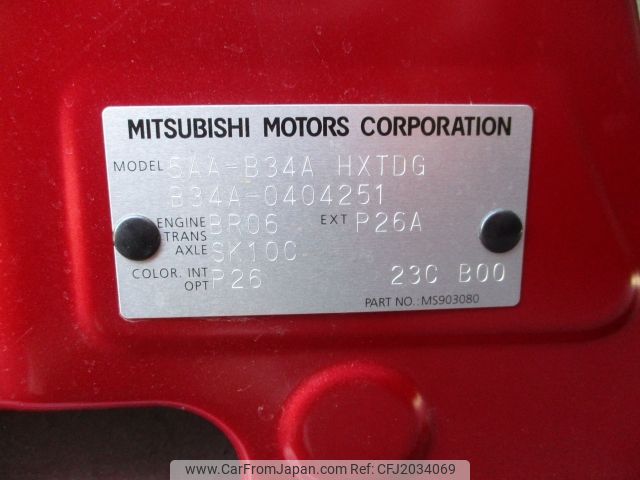 MITSUBISHI MOTORS CORPORATION
MODEL 5AA-B34A HXTDG
B34A-0404251
ENGINE BR06 EXT P26A
TRANS
AXLE SK10C
COLOR. INT P26
OPT 23C B00
PART NO.: MS903080
www.CarFromJapan.com | CFJ2034069